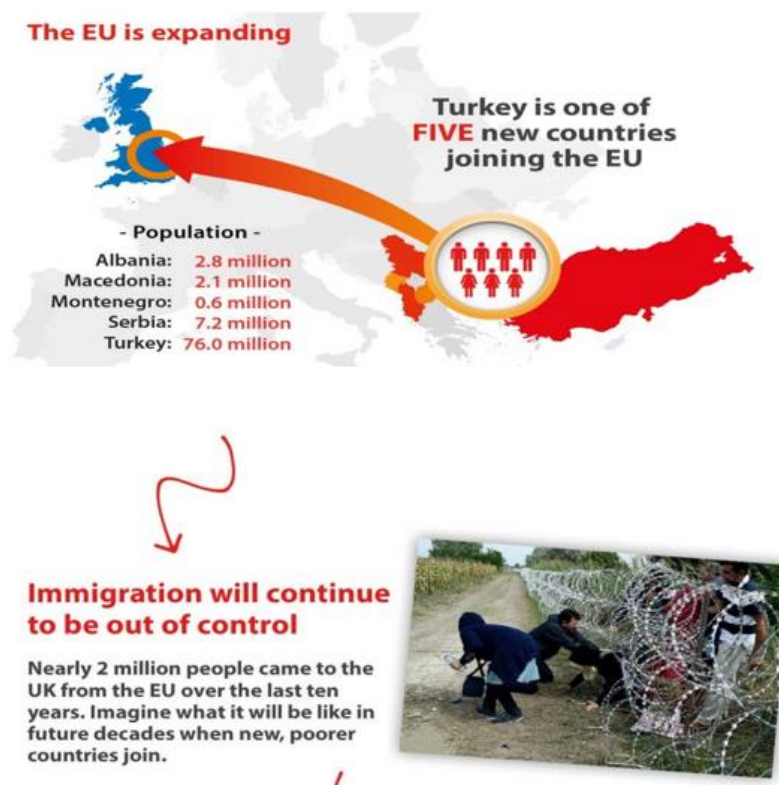 The EU is expanding
Turkey is one of
FIVE new countries
joining the EU
- Population -
Albania: 2.8 million
Macedonia: 2.1 million
Montenegro: 0.6 million
Serbia: 7.2 million
Turkey: 76.0 million
Immigration will continue
to be out of control
Nearly 2 million people came to the
UK from the EU over the last ten
years. Imagine what it will be like in
future decades when new, poorer
countries join.